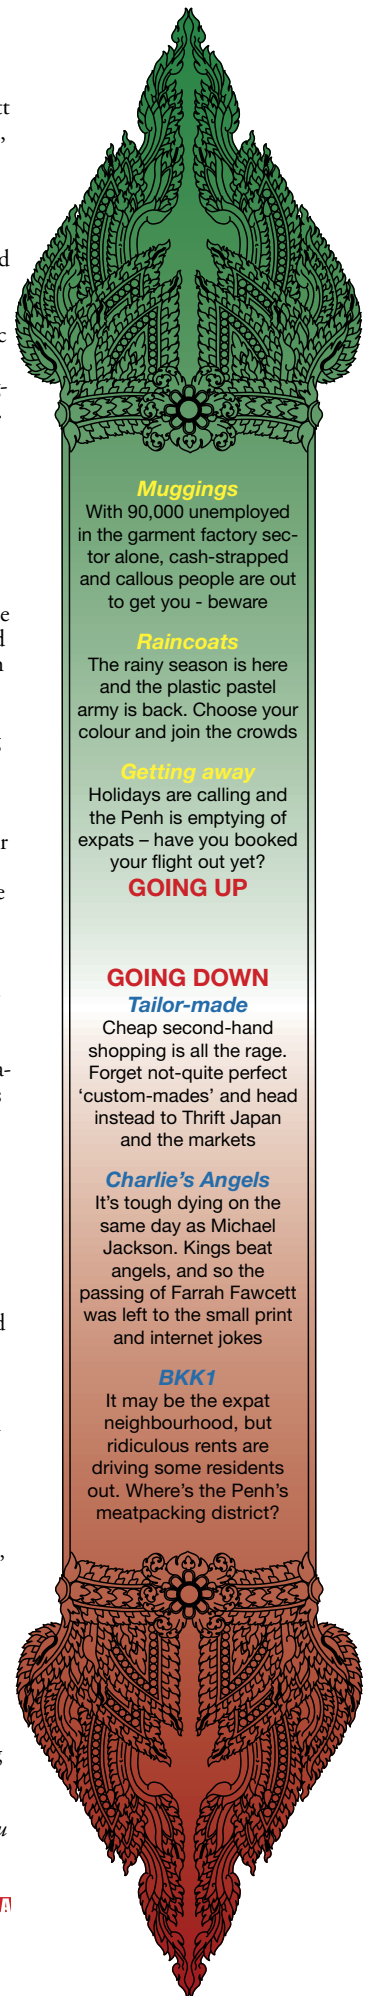 Muggings
With 90,000 unemployed
in the garment factory sec-
tor alone, cash-strapped
and callous people are out
to get you - beware
Raincoats
The rainy season is here
and the plastic pastel
army is back. Choose your
colour and join the crowds
Getting away
Holidays are calling and
the Penh is emptying of
expats – have you booked
your flight out yet?
GOING UP
GOING DOWN
Tailor-made
Cheap second-hand
shopping is all the rage.
Forget not-quite perfect
‘custom-mades’ and head
instead to Thrift Japan
and the markets
Charlie’s Angels
It’s tough dying on the
same day as Michael
Jackson. Kings beat
angels, and so the
passing of Farrah Fawcett
was left to the small print
and internet jokes
BKK1
It may be the expat
neighbourhood, but
ridiculous rents are
driving some residents
out. Where’s the Penh’s
meatpacking district?